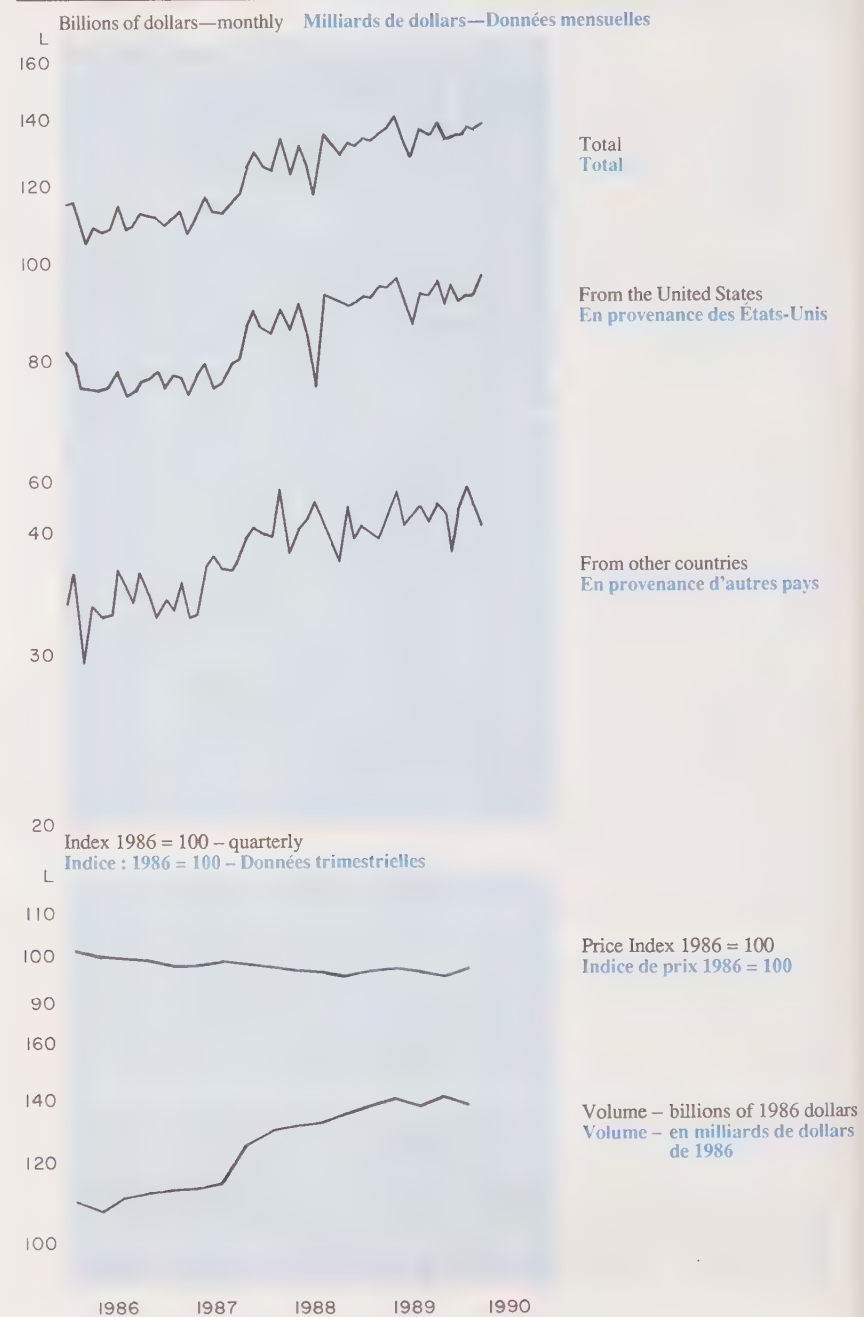 Billions of dollars—monthly Milliards de dollars—Données mensuelles
L
160
140
Total
Total
120
100
From the United States
En provenance des États-Unis
80
60
40
From other countries
En provenance d'autres pays
30
20
Index 1986 = 100 – quarterly
Indice : 1986 = 100 – Données trimestrielles
L
110
100
Price Index 1986 = 100
Indice de prix 1986 = 100
90
160
140
Volume – billions of 1986 dollars
Volume – en milliards de dollars
de 1986
120
100
1986 1987 1988 1989 1990